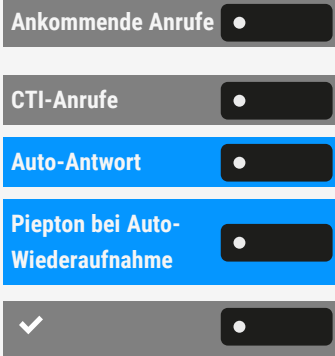 Ankommende Anrufe
CTI-Anrufe
Auto-Antwort
Piepton bei Auto-
Wiederaufnahme